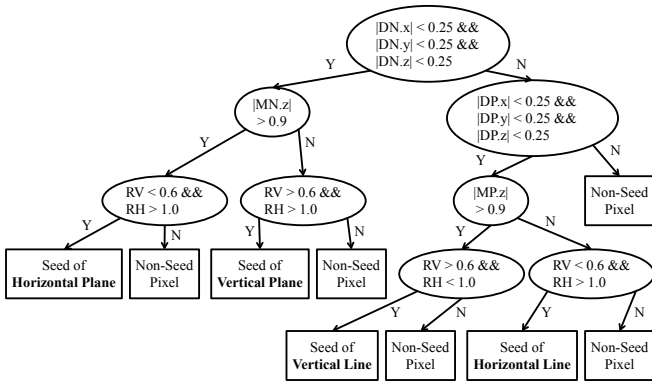 |DN.x| < 0.25 &&
|DN.y| < 0.25 &&
|DN.z| < 0.25
Y
N
|MN.z|
> 0.9
|DP.x| < 0.25 &&
|DP.y| < 0.25 &&
|DP.z| < 0.25
Y
N
Y
N
RV < 0.6 &&
RH > 1.0
RV > 0.6 &&
RH > 1.0
|MP.z|
> 0.9
Non-Seed
Pixel
Y
N
Y
N
Y
N
Seed of
Horizontal Plane
Non-Seed
Pixel
Seed of
Vertical Plane
Non-Seed
Pixel
RV > 0.6 &&
RH < 1.0
RV < 0.6 &&
RH > 1.0
Y
N
Y
N
Seed of
Vertical Line
Non-Seed
Pixel
Seed of
Horizontal Line
Non-Seed
Pixel